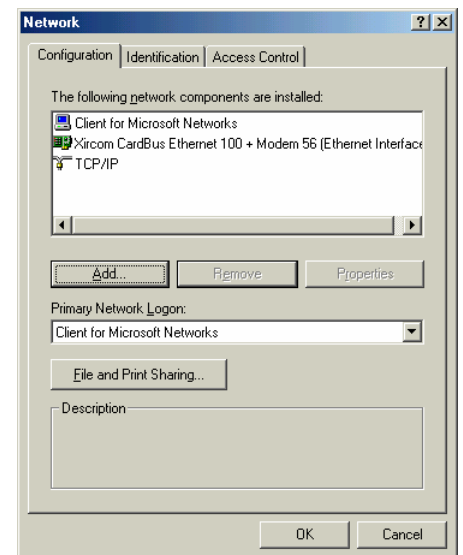 Network
Configuration Identification Access Control
The following network components are installed:
Client for Microsoft Networks
Xircom CardBus Ethernet 100 + Modem 56 (Ethernet Interface
TCP/IP
Add... Remove Properties
Primary Network Logon:
Client for Microsoft Networks
File and Print Sharing...
Description
OK Cancel